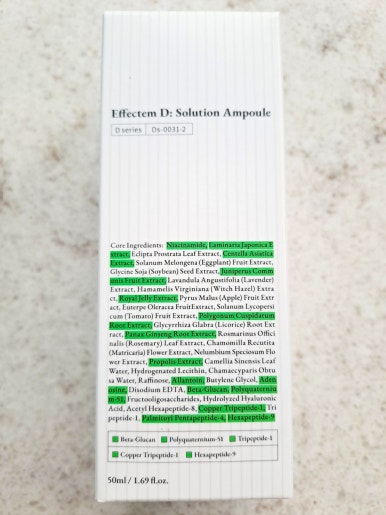 Effectem D: Solution Ampoule
D series Ds-0031 2
Core Ingredients: Niacinamide, Laminaria Japonica E
xtract, Eclipta Prostrata Leaf Extract, Centella Asiatica
Extract, Solanum Melongena (Eggplant) Fruit Extract,
Glycine Soja (Soybean) Seed Extract, Juniperus Comm
unis Fruit Extract, Lavandula Angustifolia (Lavender)
Extract, Hamamelis Virginiana (Witch Hazel) Extra
ct, Royal Jelly Extract, Pyrus Malus (Apple) Fruit Extr
act, Euterpe Oleracea FruitExtract, Solanum Lycopersi
cum (Tomato) Fruit Extract, Polygonum Cuspidatum
Root Extract, Glycyrrhiza Glabra (Licorice) Root Ext
ract, Panax Ginseng Root Extract, Rosmarinus Offici
nalis (Rosemary) Leaf Extract, Chamomilla Recutita
(Matricaria) Flower Extract, Nelumbium Speciosum Flo
wer Extract, Propolis Extract, Camellia Sinensis Leaf
Water, Hydrogenated Lecithin, Chamaecyparis Obtu
sa Water, Raffinose, Allantoin, Butylene Glycol, Aden
osine, Disodium EDTA, Beta-Glucan, Polyquaterniu
m-51, Fructooligosaccharides, Hydrolyzed Hyaluronic
Acid, Acetyl Hexapeptide-8, Copper Tripeptide-1, Tri
peptide-1, Palmitoyl Pentapeptide-4, Hexapeptide-9
Beta-Glucan Polyquaternium-51 Tripeptide-1
Copper Tripeptide-1 Hexapeptide-9
50ml / 1.69 fl.oz.